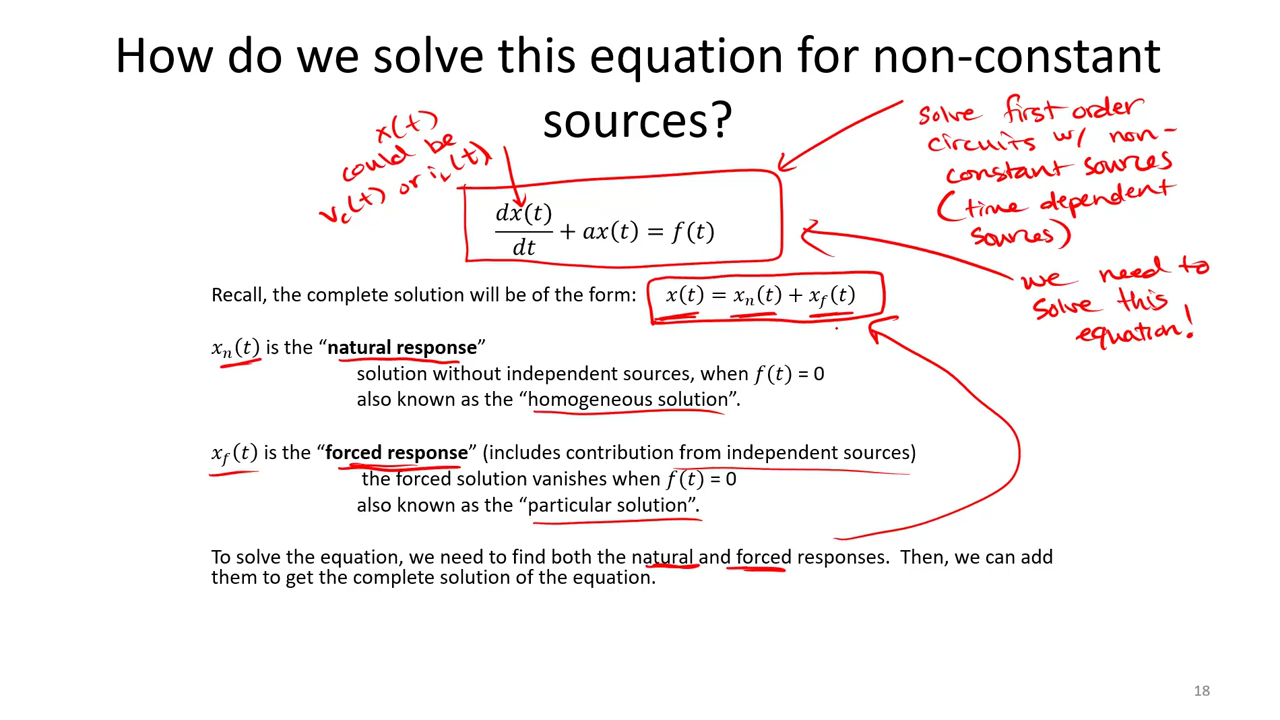 How do we solve this equation for non-constant
sources?
x(t)
could be
v_c(t) or i_L(t)
solve first order
circuits w/ non-
constant sources
(time dependent
sources)
dx(t)/dt + ax(t) = f(t)
we need to
solve this
equation!
Recall, the complete solution will be of the form: x(t) = x_n(t) + x_f(t)
x_n(t) is the “natural response”
solution without independent sources, when f(t) = 0
also known as the “homogeneous solution”.
x_f(t) is the “forced response” (includes contribution from independent sources)
the forced solution vanishes when f(t) = 0
also known as the “particular solution”.
To solve the equation, we need to find both the natural and forced responses. Then, we can add
them to get the complete solution of the equation.
18